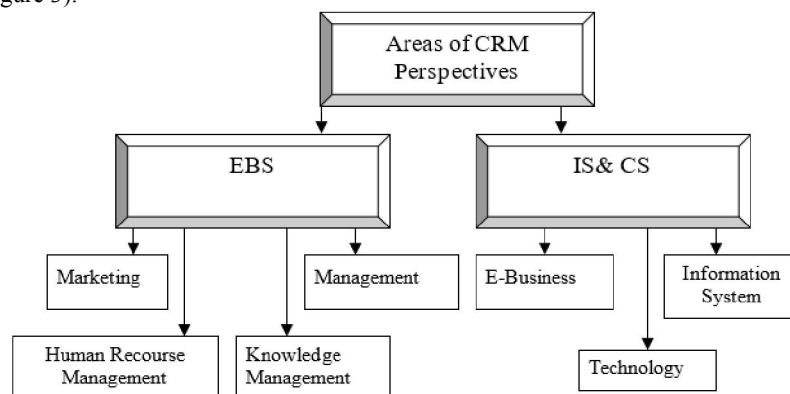 gure 3).
Areas of CRM
Perspectives
EBS
IS& CS
Marketing
Management
E-Business
Information
System
Human Recourse
Management
Knowledge
Management
Technology